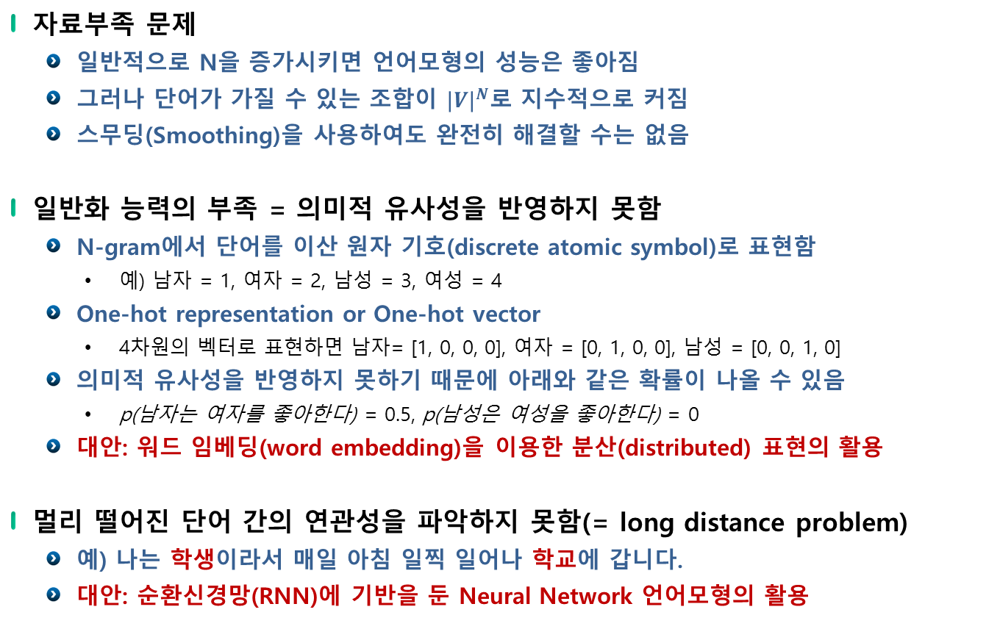 자료부족 문제
일반적으로 N을 증가시키면 언어모형의 성능은 좋아짐
그러나 단어가 가질 수 있는 조합이 |V|^N로 지수적으로 커짐
스무딩(Smoothing)을 사용하여도 완전히 해결할 수는 없음
일반화 능력의 부족 = 의미적 유사성을 반영하지 못함
N-gram에서 단어를 이산 원자 기호(discrete atomic symbol)로 표현함
• 예) 남자 = 1, 여자 = 2, 남성 = 3, 여성 = 4
One-hot representation or One-hot vector
• 4차원의 벡터로 표현하면 남자= [1, 0, 0, 0], 여자 = [0, 1, 0, 0], 남성 = [0, 0, 1, 0]
의미적 유사성을 반영하지 못하기 때문에 아래와 같은 확률이 나올 수 있음
• p(남자는 여자를 좋아한다) = 0.5, p(남성은 여성을 좋아한다) = 0
대안: 워드 임베딩(word embedding)을 이용한 분산(distributed) 표현의 활용
멀리 떨어진 단어 간의 연관성을 파악하지 못함(= long distance problem)
예) 나는 학생이라서 매일 아침 일찍 일어나 학교에 갑니다.
대안: 순환신경망(RNN)에 기반을 둔 Neural Network 언어모형의 활용